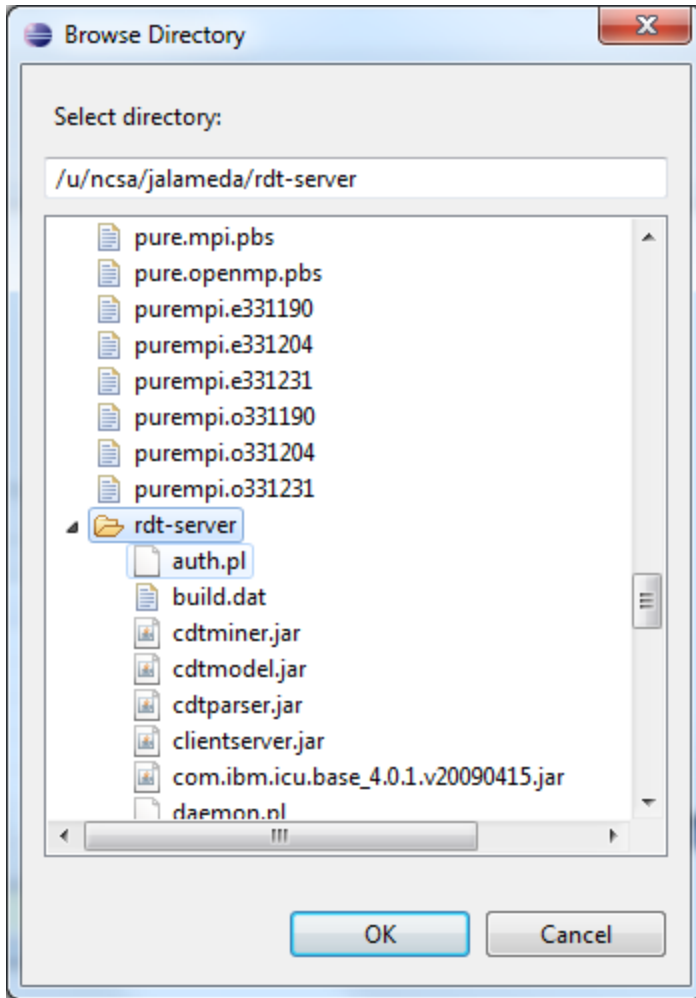 Browse Directory
Select directory:
/u/ncsa/jalameda/rdt-server
pure.mpi.pbs
pure.openmp.pbs
purempi.e331190
purempi.e331204
purempi.e331231
purempi.o331190
purempi.o331204
purempi.o331231
rdt-server
auth.pl
build.dat
cdtminer.jar
cdtmodel.jar
cdtparser.jar
clientserver.jar
com.ibm.icu.base_4.0.1.v20090415.jar
daemon.pl
OK Cancel